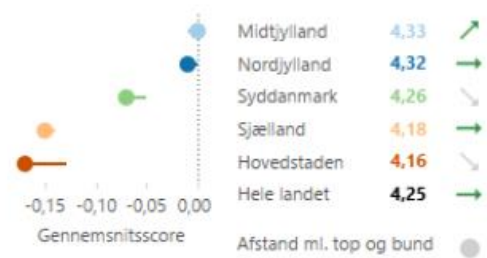 Midtjylland 4,33
Nordjylland 4,32
Syddanmark 4,26
Sjælland 4,18
Hovedstaden 4,16
Hele landet 4,25
-0,15 -0,10 -0,05 0,00
Gennemsnitsscore
Afstand ml. top og bund